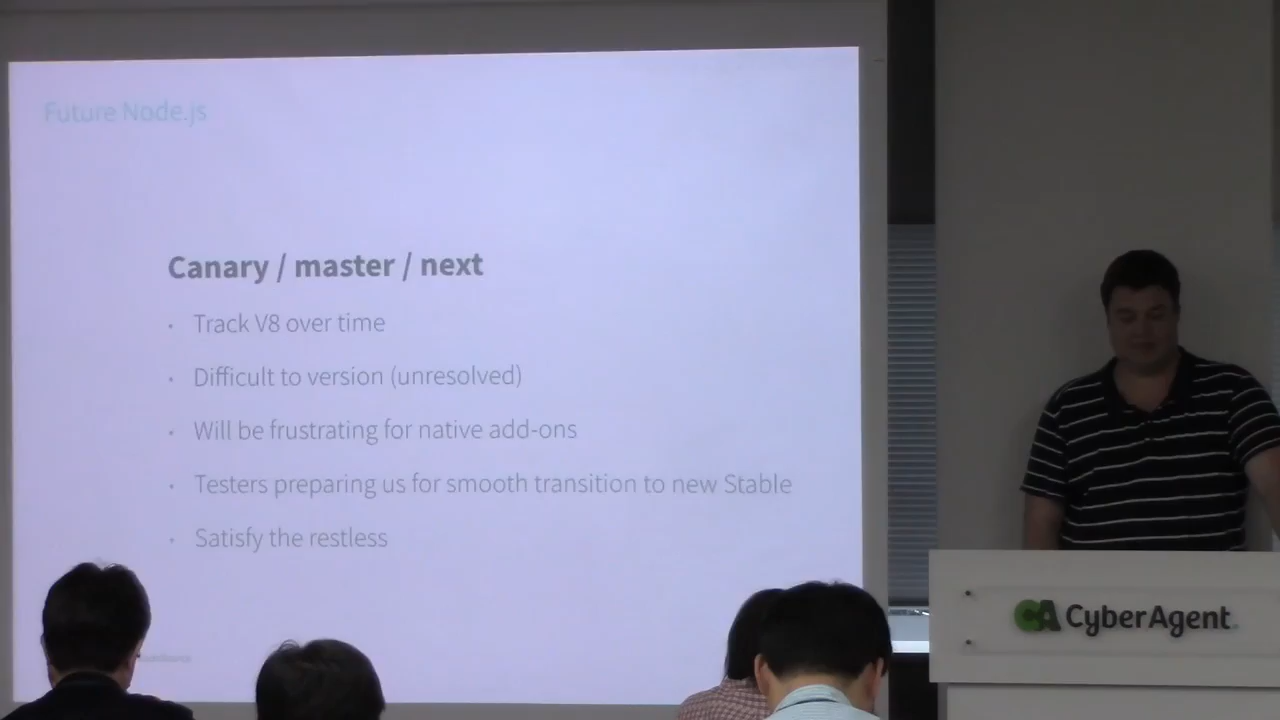 Future Node.js
Canary / master / next
• Track V8 over time
• Difficult to version (unresolved)
• Will be frustrating for native add-ons
• Testers preparing us for smooth transition to new Stable
• Satisfy the restless
CA CyberAgent